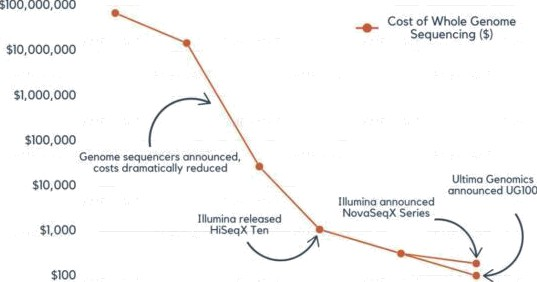 $100,000,000
Cost of Whole Genome
Sequencing ($)
$10,000,000
$1,000,000
$100,000
Genome sequencers announced,
costs dramatically reduced
$10,000
Ultima Genomics
announced UG100
Illumina announced
NovaSeqX Series
Illumina released
HiSeqX Ten
$1,000
$100